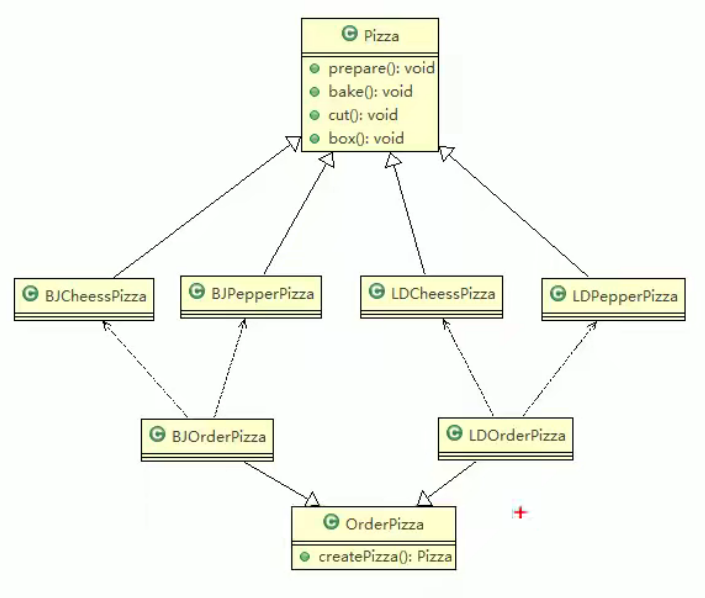 Pizza
prepare(): void
bake(): void
cut(): void
box(): void
BJCheessPizza
BJPepperPizza
LDCheessPizza
LDPepperPizza
BJOrderPizza
LDOrderPizza
OrderPizza
createPizza(): Pizza